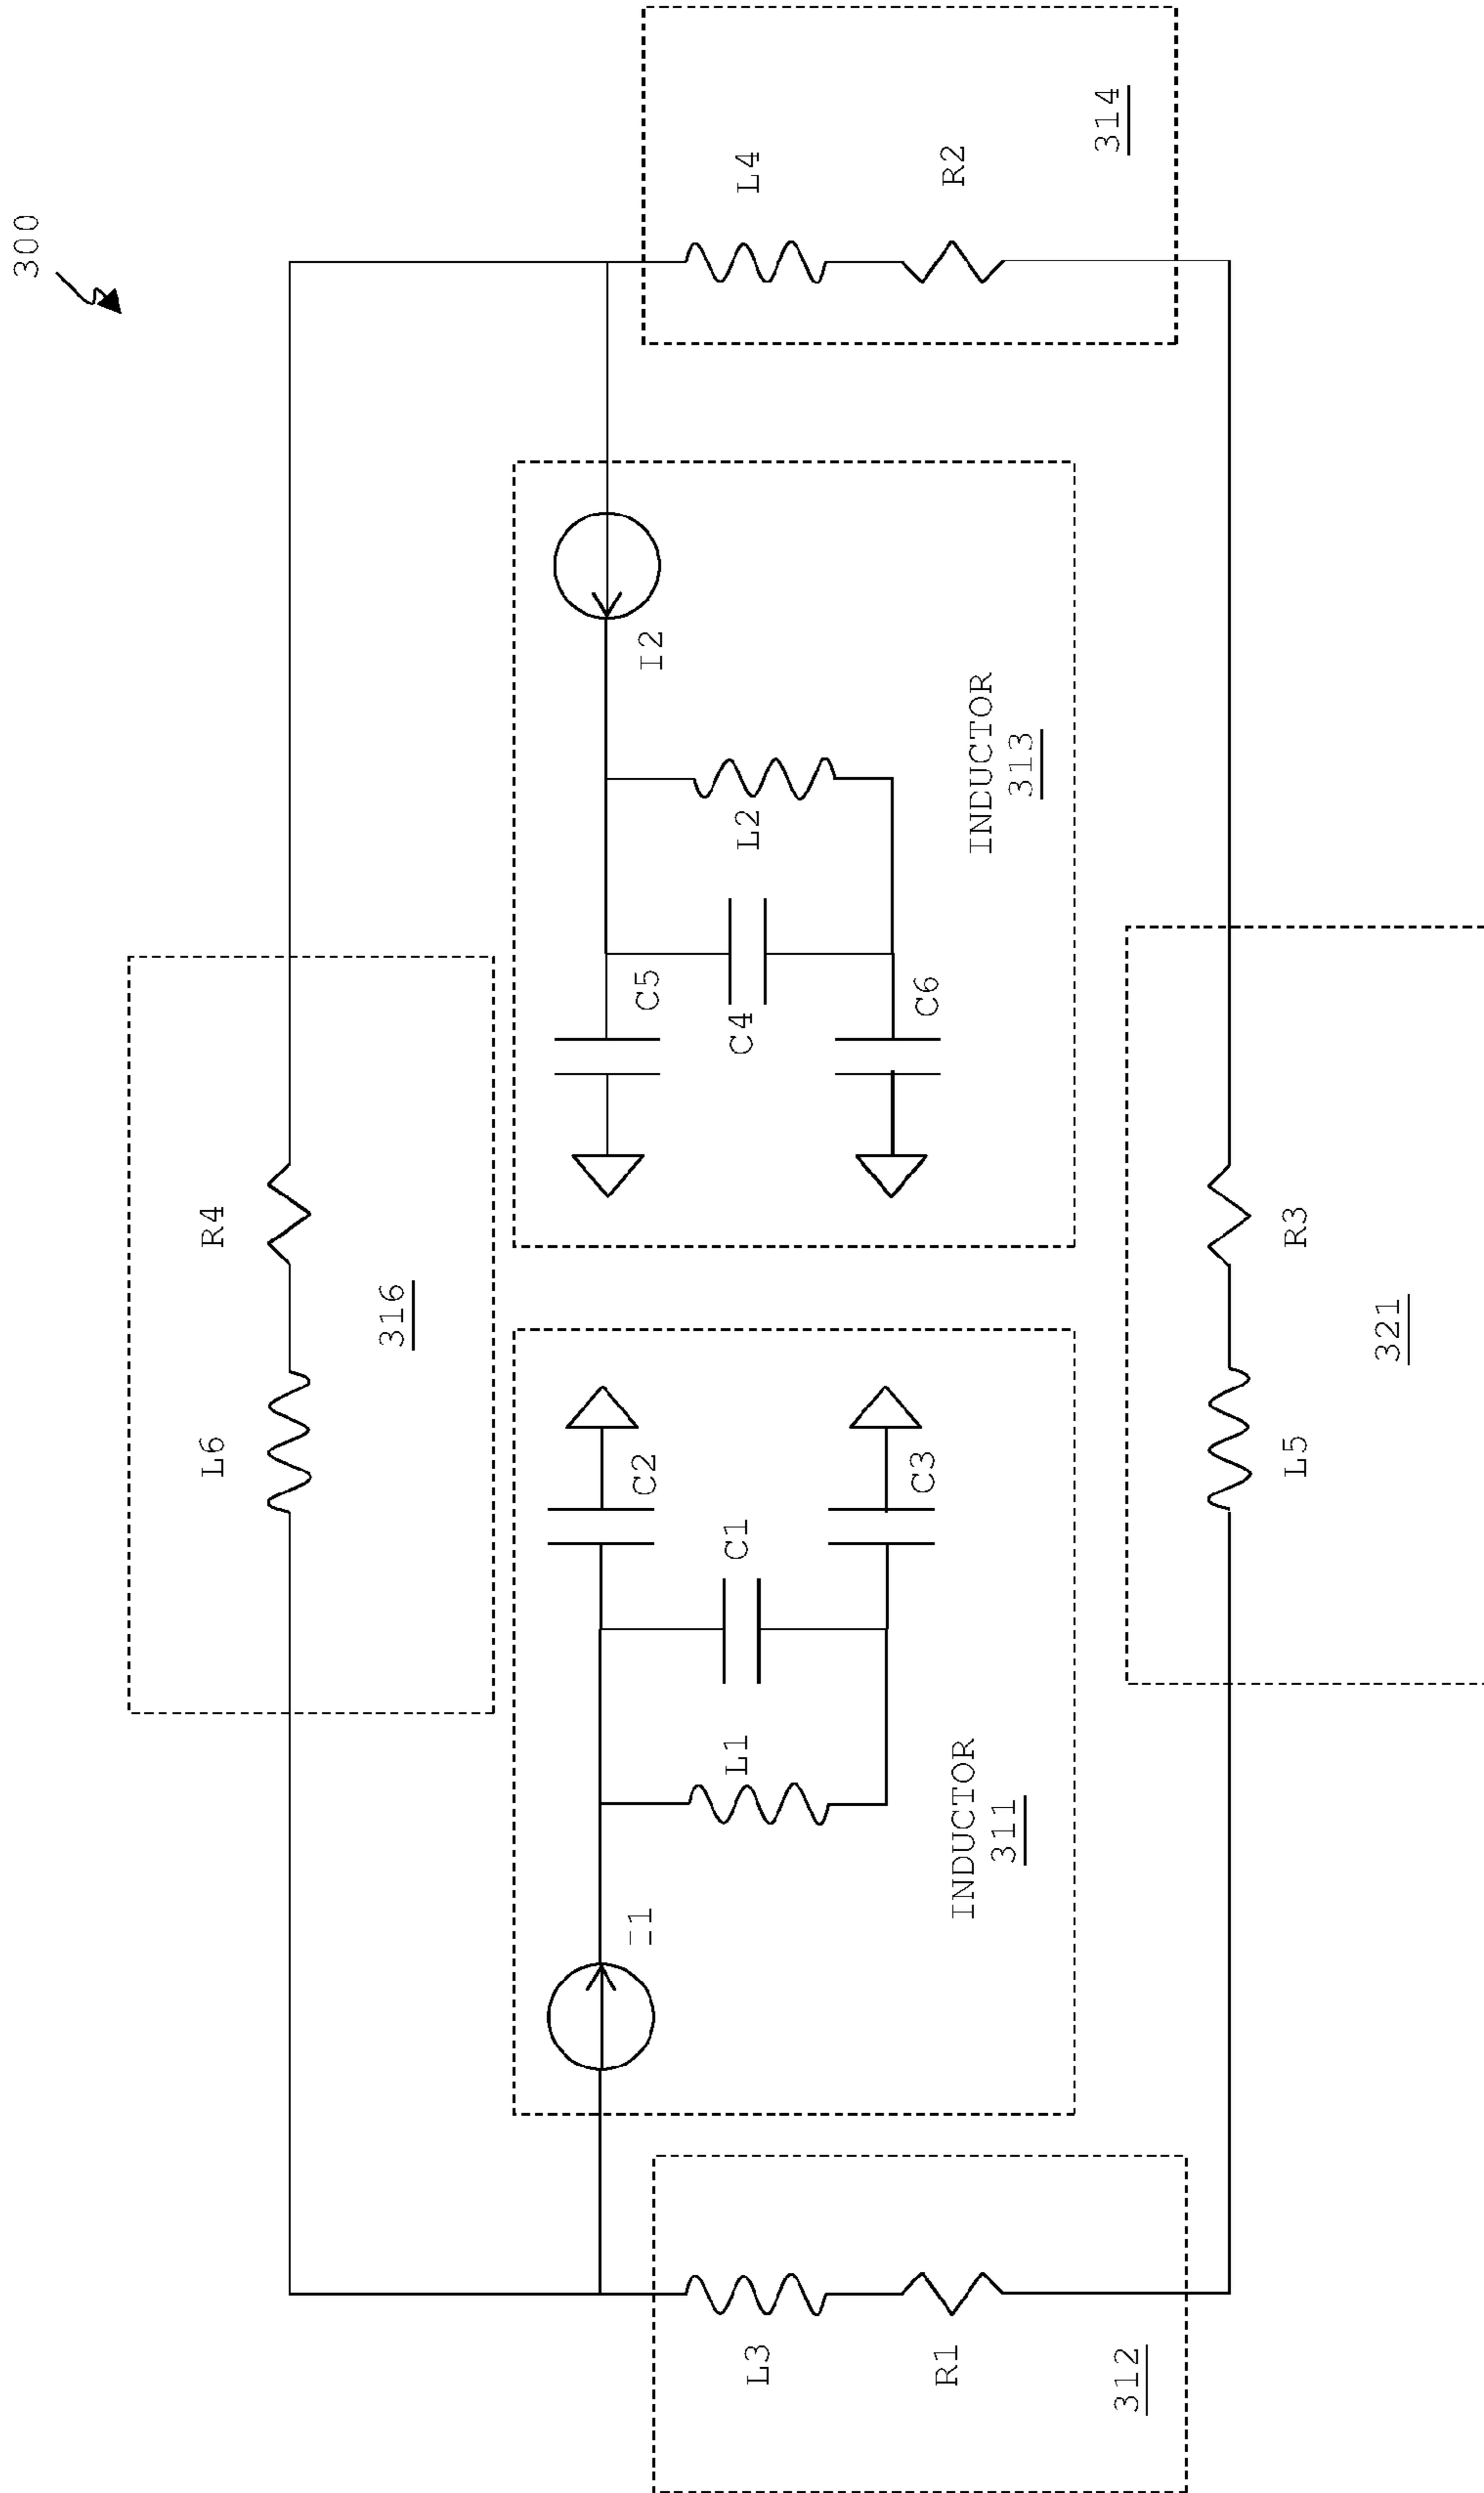 300
L6
R4
316
I1
C2
C5
I2
L3
L1
C1
C4
L2
L4
R1
C3
C6
R2
INDUCTOR
311
INDUCTOR
313
312
314
L5
R3
321